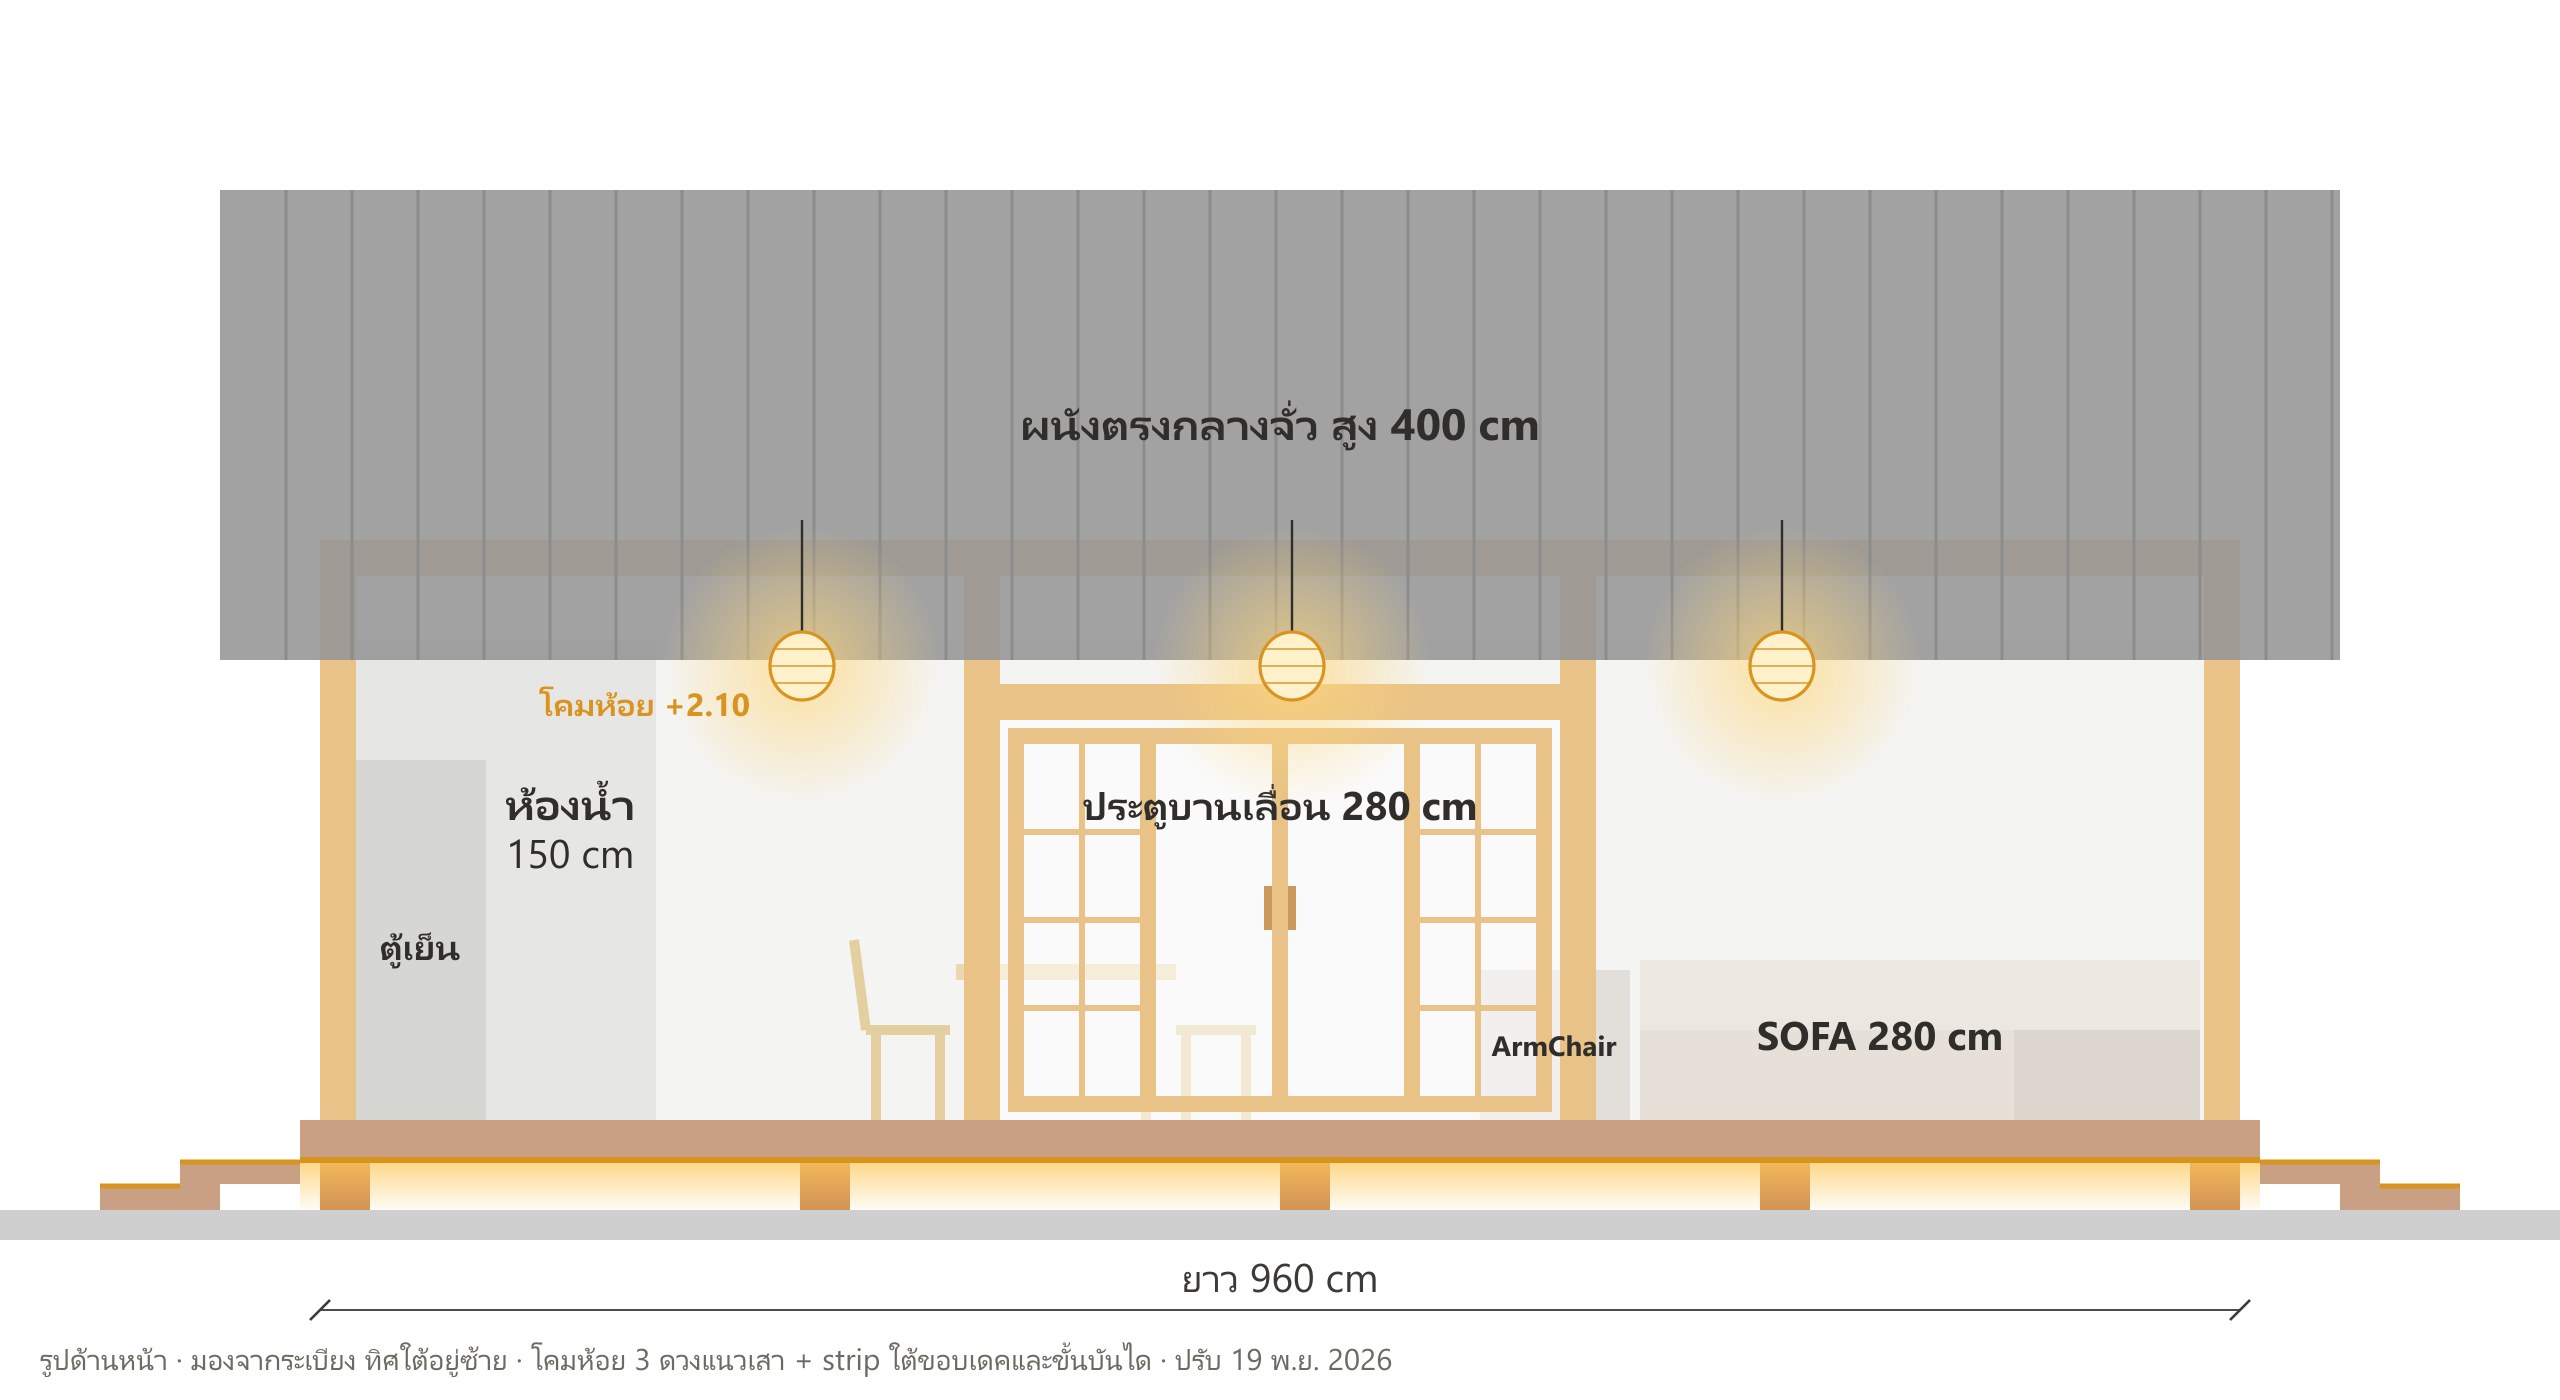 ผนังตรงกลางจั่ว สูง 400 cm
โคมห้อย +2.10
ห้องน้ำ
150 cm
ประตูบานเลื่อน 280 cm
ตู้เย็น
ArmChair
SOFA 280 cm
ยาว 960 cm
รูปด้านหน้า · มองจากระเบียง ทิศใต้อยู่ซ้าย · โคมห้อย 3 ดวงแนวเสา + strip ใต้ขอบเดคและขั้นบันได · ปรับ 19 พ.ย. 2026